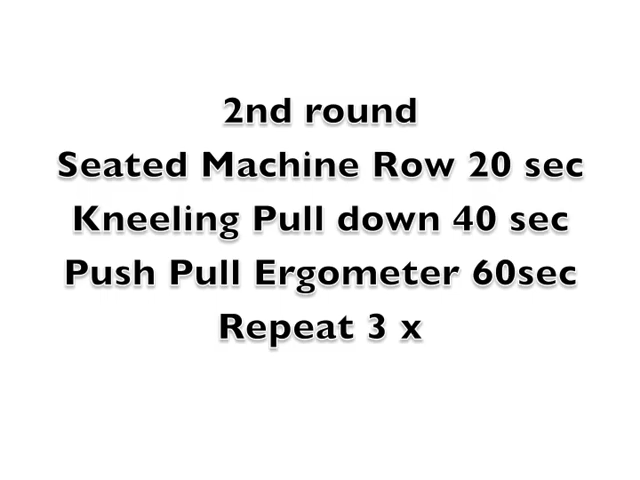 2nd round
Seated Machine Row 20 sec
Kneeling Pull down 40 sec
Push Pull Ergometer 60sec
Repeat 3 x